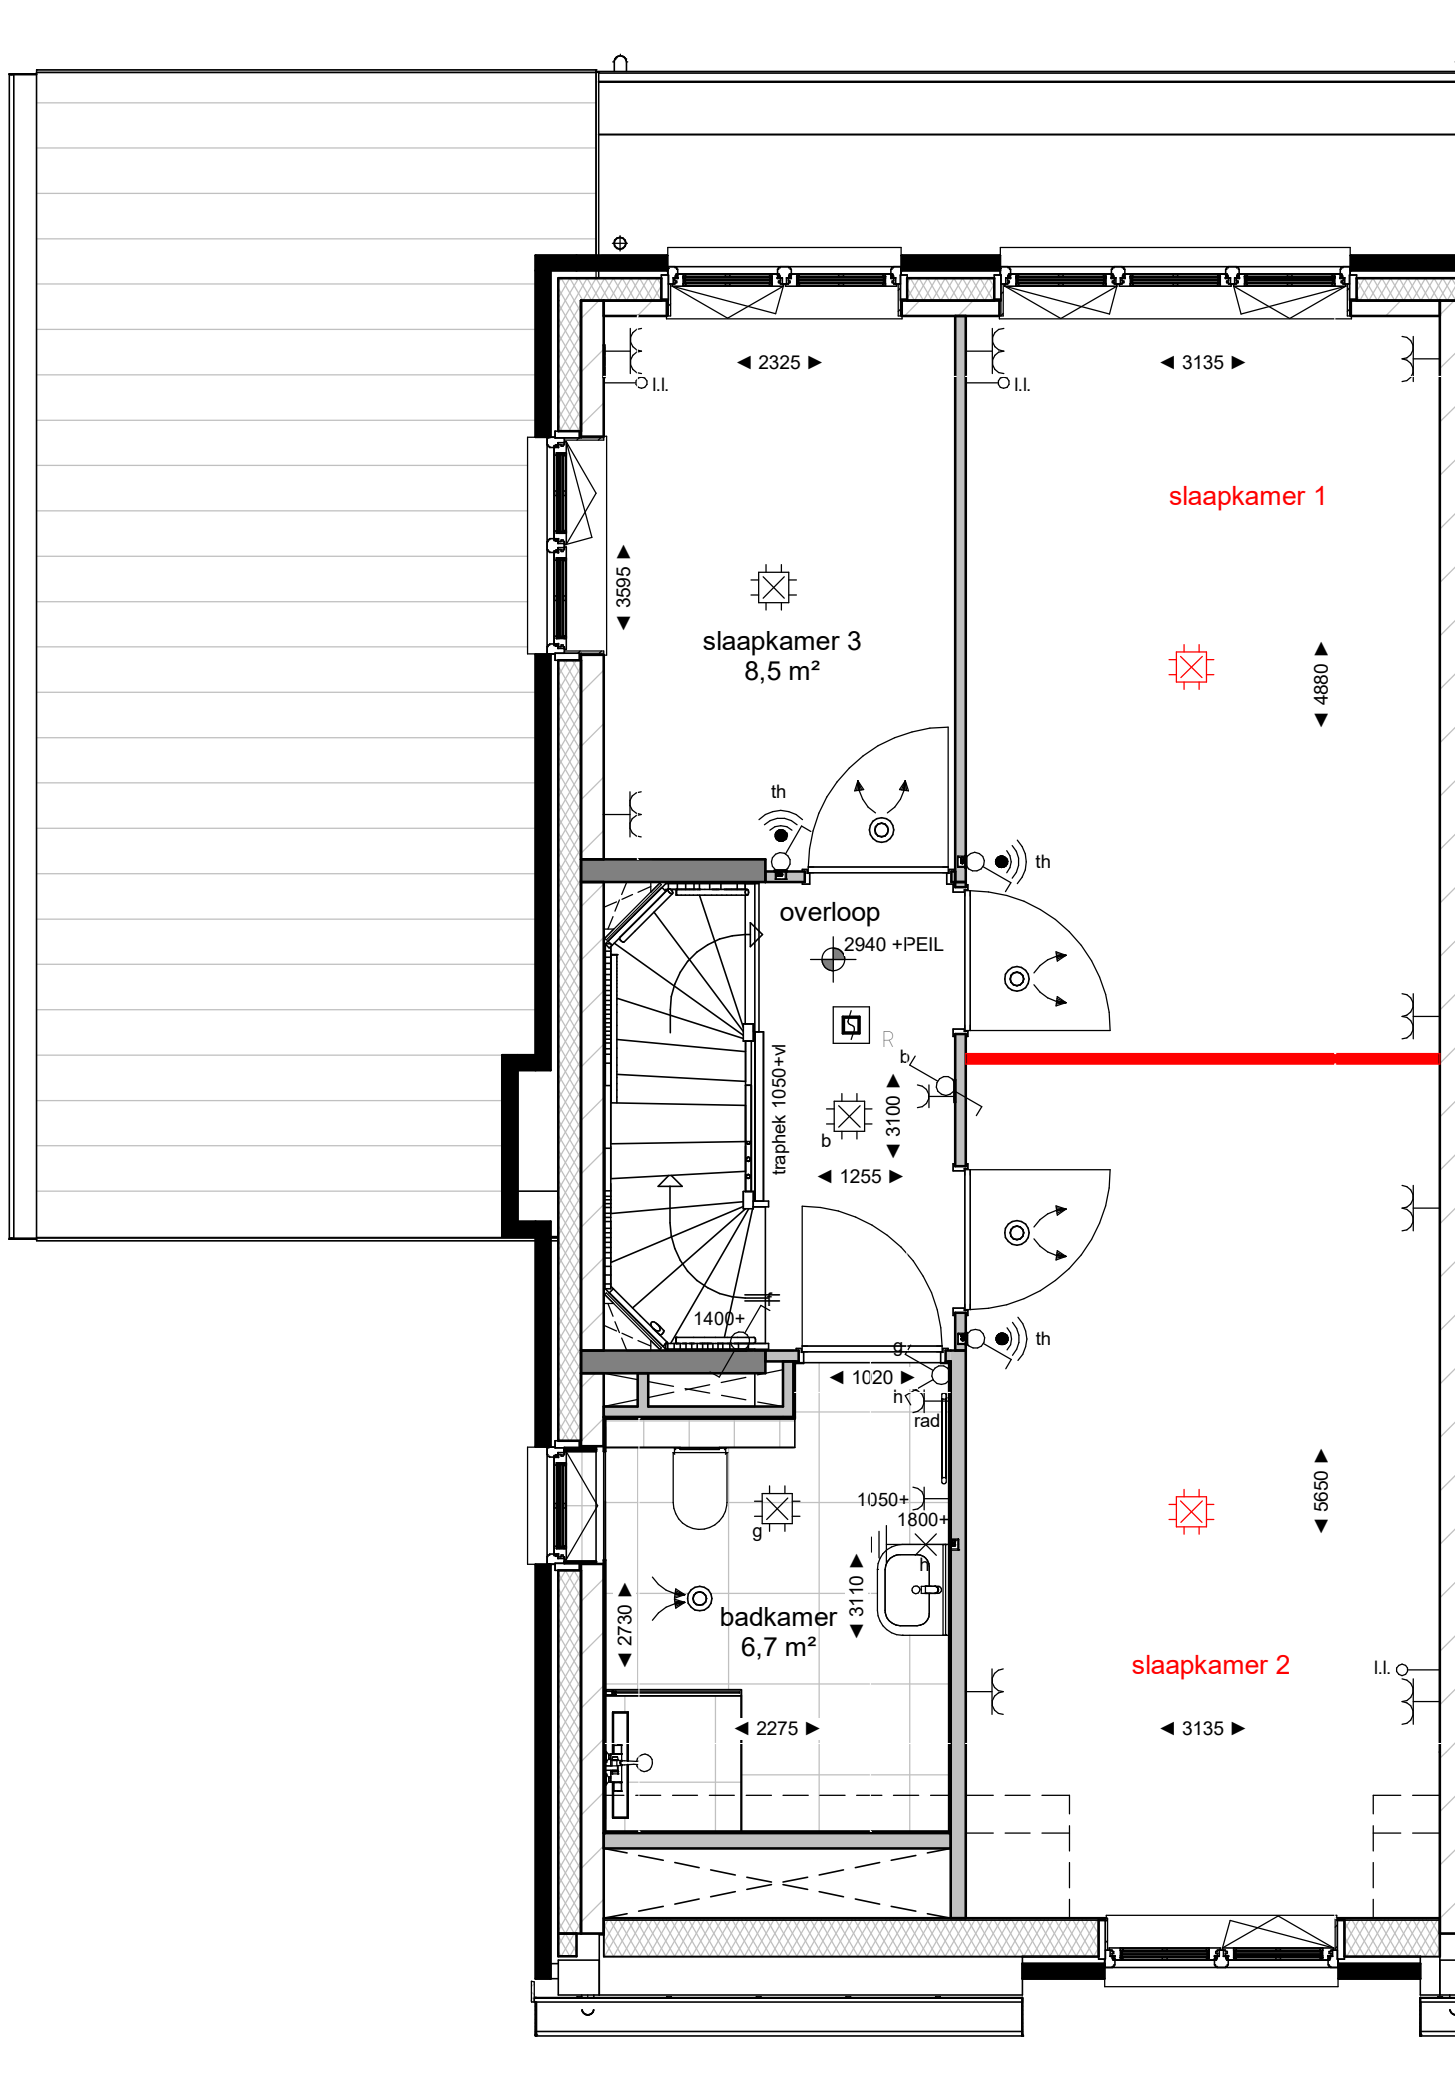 2325
3135
l.l.
l.l.
slaapkamer 1
3595
slaapkamer 3
8,5 m²
4880
th
th
overloop
2940 +PEIL
R
traphek 1050+vl
b
3100
b
1255
1400+
th
g
1020
h
rad
1050+
1800+
g
h
5650
3110
2730
badkamer
6,7 m²
slaapkamer 2
l.l.
2275
3135